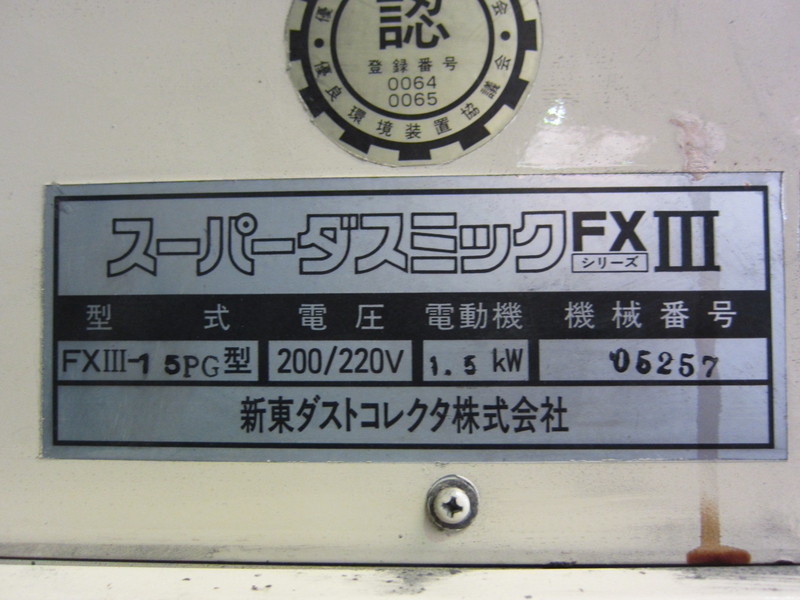 認
登録番号
0064
0065
優良環境装置協議会
スーパーダスミックFXシリーズIII
型式 電圧 電動機 機械番号
FXIII-15PG型 200/220V 1.5kW 05257
新東ダストコレクタ株式会社